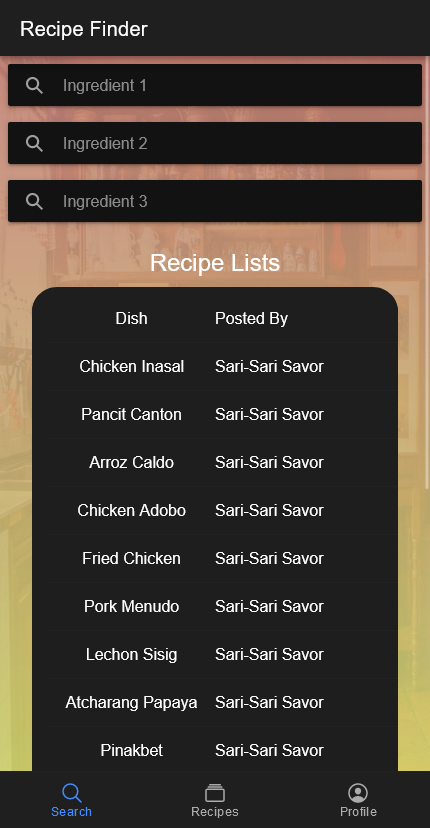 Recipe Finder
Ingredient 1
Ingredient 2
Ingredient 3
Recipe Lists
Dish Posted By
Chicken Inasal Sari-Sari Savor
Pancit Canton Sari-Sari Savor
Arroz Caldo Sari-Sari Savor
Chicken Adobo Sari-Sari Savor
Fried Chicken Sari-Sari Savor
Pork Menudo Sari-Sari Savor
Lechon Sisig Sari-Sari Savor
Atcharang Papaya Sari-Sari Savor
Pinakbet Sari-Sari Savor
Search Recipes Profile